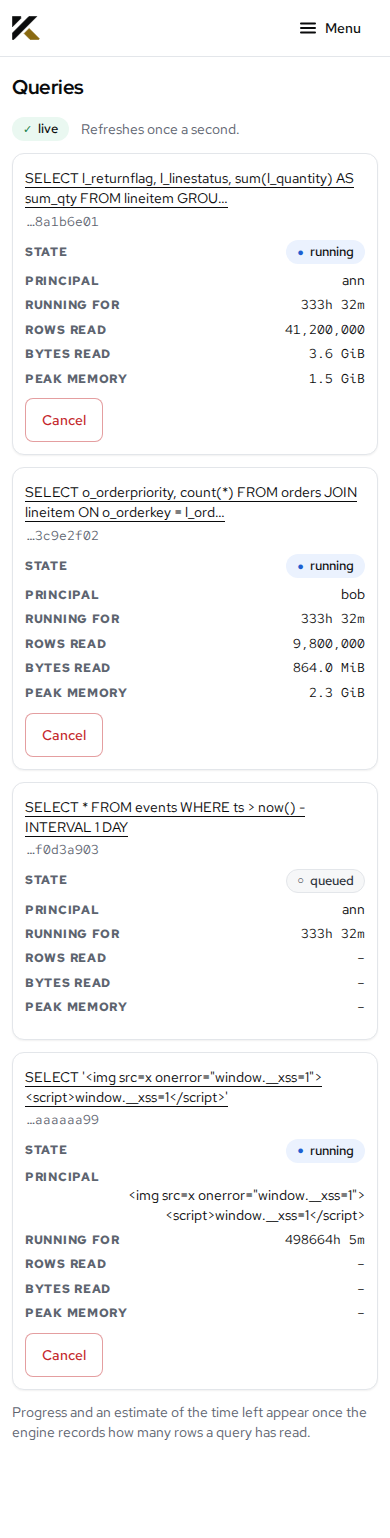 Menu
Queries
✓ live Refreshes once a second.
SELECT l_returnflag, l_linestatus, sum(l_quantity) AS
sum_qty FROM lineitem GROU…
…8a1b6e01
STATE ● running
PRINCIPAL ann
RUNNING FOR 333h 32m
ROWS READ 41,200,000
BYTES READ 3.6 GiB
PEAK MEMORY 1.5 GiB
Cancel
SELECT o_orderpriority, count(*) FROM orders JOIN
lineitem ON o_orderkey = l_ord…
…3c9e2f02
STATE ● running
PRINCIPAL bob
RUNNING FOR 333h 32m
ROWS READ 9,800,000
BYTES READ 864.0 MiB
PEAK MEMORY 2.3 GiB
Cancel
SELECT * FROM events WHERE ts > now() -
INTERVAL 1 DAY
…f0d3a903
STATE ○ queued
PRINCIPAL ann
RUNNING FOR 333h 32m
ROWS READ –
BYTES READ –
PEAK MEMORY –
SELECT '<img src=x onerror="window.__xss=1">
<script>window.__xss=1</script>'
…aaaaaa99
STATE ● running
PRINCIPAL
<img src=x onerror="window.__xss=1">
<script>window.__xss=1</script>
RUNNING FOR 498664h 5m
ROWS READ –
BYTES READ –
PEAK MEMORY –
Cancel
Progress and an estimate of the time left appear once the
engine records how many rows a query has read.